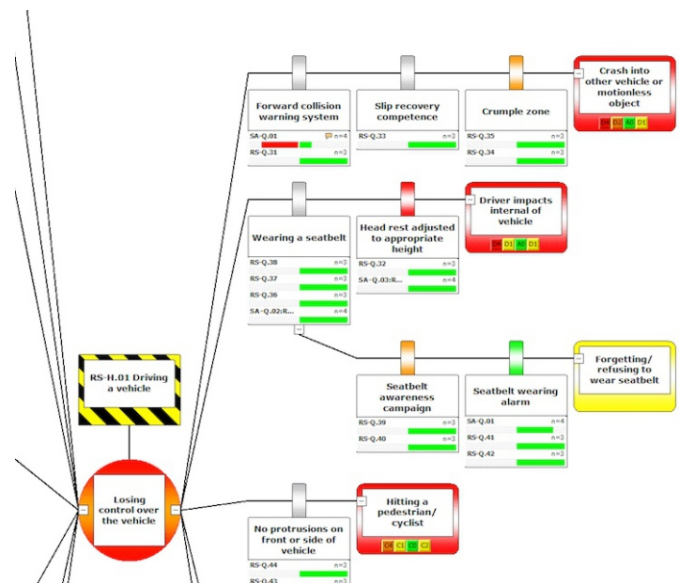 Forward collision
warning system
SA-Q.01 n=4
RS-Q.31 n=3
Slip recovery
competence
RS-Q.33 n=3
Crumple zone
RS-Q.35 n=3
RS-Q.34 n=3
Crash into
other vehicle or
motionless
object
D1
Wearing a seatbelt
RS-Q.38 n=3
RS-Q.37 n=3
RS-Q.36 n=3
SA-Q.02:R... n=4
Head rest adjusted
to appropriate
height
RS-Q.32 n=3
SA-Q.03:R... n=4
Driver impacts
internal of
vehicle
D1 D1
Seatbelt
awareness
campaign
RS-Q.39 n=3
RS-Q.40 n=3
Seatbelt wearing
alarm
SA-Q.01 n=4
RS-Q.41 n=3
RS-Q.42 n=3
Forgetting/
refusing to
wear seatbelt
RS-H.01 Driving
a vehicle
Losing
control over
the vehicle
No protrusions on
front or side of
vehicle
RS-Q.44 n=3
RS-Q.43 n=3
Hitting a
pedestrian/
cyclist
C1 C2